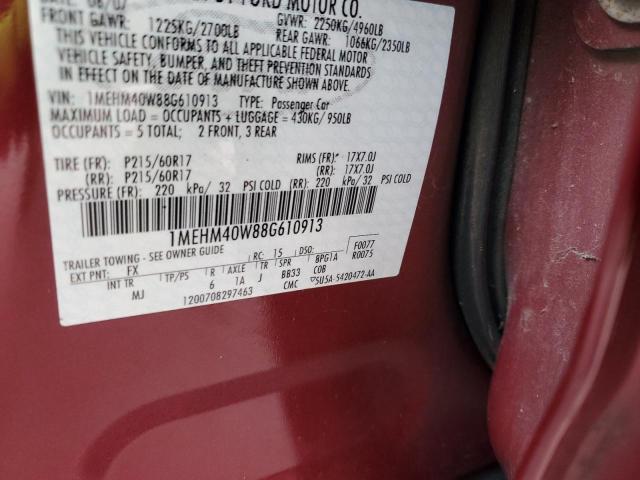 DATE: 08/07 BY FORD MOTOR CO.
FRONT GAWR: 1225KG/2700LB GVWR: 2250KG/4960LB
REAR GAWR: 1066KG/2350LB
THIS VEHICLE CONFORMS TO ALL APPLICABLE FEDERAL MOTOR
VEHICLE SAFETY, BUMPER, AND THEFT PREVENTION STANDARDS
IN EFFECT ON THE DATE OF MANUFACTURE SHOWN ABOVE.
VIN: 1MEHM40W88G610913 TYPE: Passenger Car
MAXIMUM LOAD = OCCUPANTS + LUGGAGE = 430KG/ 950LB
OCCUPANTS = 5 TOTAL; 2 FRONT, 3 REAR
TIRE (FR): P215/60R17 RIMS (FR): 17X7.0J
(RR): P215/60R17 (RR): 17X7.0J
PRESSURE (FR): 220 kPa/ 32 PSI COLD (RR): 220 kPa/ 32 PSI COLD
1MEHM40W88G610913
TRAILER TOWING - SEE OWNER GUIDE RC: 15 DSO: F0077
EXT PNT: FX R0075
INT TR TP/PS R AXLE TR SPR BPG1A
MJ 6 1A J BB33 COB
1200708297463 CMC ▽5U5A-5420472-AA